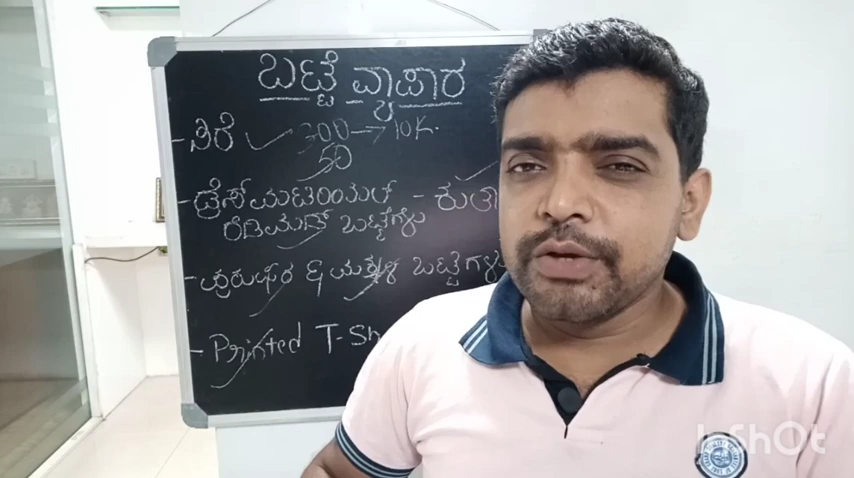 ಬಟ್ಟೆ ವ್ಯಾಪಾರ
- ಸಿರೆ ✓ 300 → 10K.
50
- ಡ್ರೆಸ್ ಮಟಿರಿಯಲ್ - ಕುರ್ತಾ
ರೆಡಿಮೆಡ್ ಬಟ್ಟೆಗಳು
- ಪುರುಷರ & ಮಕ್ಕಳ ಬಟ್ಟೆಗಳು
- Printed T-Sh
InShot